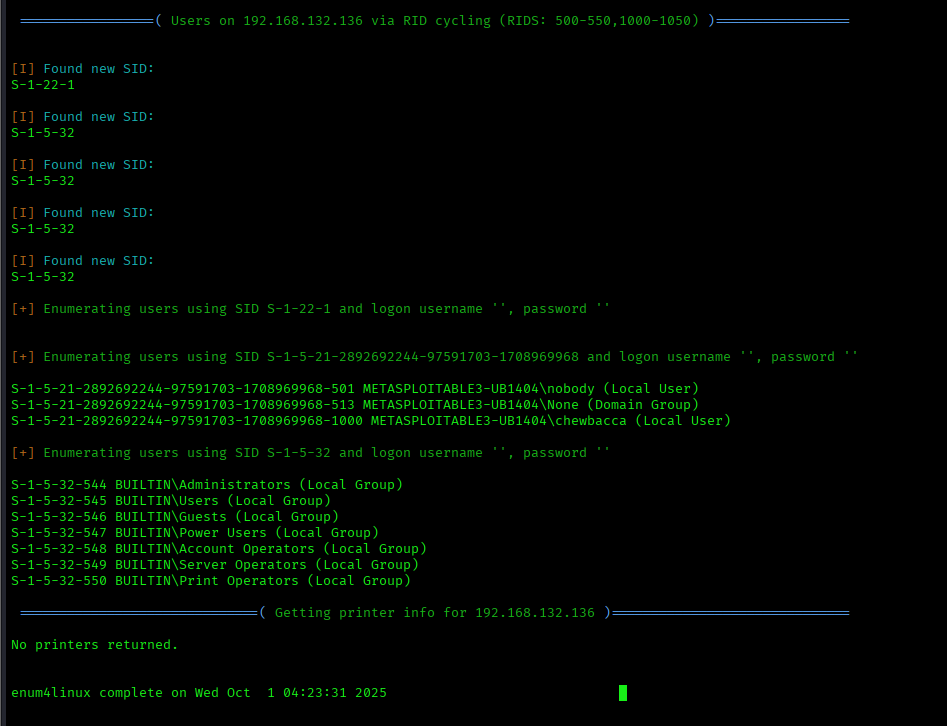 ( Users on 192.168.132.136 via RID cycling (RIDS: 500-550,1000-1050) )
[I] Found new SID:
S-1-22-1
[I] Found new SID:
S-1-5-32
[I] Found new SID:
S-1-5-32
[I] Found new SID:
S-1-5-32
[I] Found new SID:
S-1-5-32
[+] Enumerating users using SID S-1-22-1 and logon username '', password ''
[+] Enumerating users using SID S-1-5-21-2892692244-97591703-1708969968 and logon username '', password ''
S-1-5-21-2892692244-97591703-1708969968-501 METASPLOITABLE3-UB1404\nobody (Local User)
S-1-5-21-2892692244-97591703-1708969968-513 METASPLOITABLE3-UB1404\None (Domain Group)
S-1-5-21-2892692244-97591703-1708969968-1000 METASPLOITABLE3-UB1404\chewbacca (Local User)
[+] Enumerating users using SID S-1-5-32 and logon username '', password ''
S-1-5-32-544 BUILTIN\Administrators (Local Group)
S-1-5-32-545 BUILTIN\Users (Local Group)
S-1-5-32-546 BUILTIN\Guests (Local Group)
S-1-5-32-547 BUILTIN\Power Users (Local Group)
S-1-5-32-548 BUILTIN\Account Operators (Local Group)
S-1-5-32-549 BUILTIN\Server Operators (Local Group)
S-1-5-32-550 BUILTIN\Print Operators (Local Group)
( Getting printer info for 192.168.132.136 )
No printers returned.
enum4linux complete on Wed Oct  1 04:23:31 2025